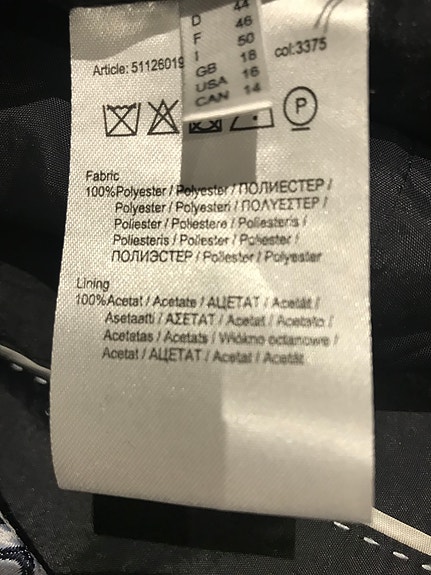 44
D 46
F 50
I 18
GB 16
USA 14
CAN
Article: 51126019
col:3375
P
Fabric
100%Polyester / Polyester / ПОЛИЕСТЕР /
Polyester / Polyesteri / ΠΟΛΥΕΣΤΕΡ /
Poliester / Poliestere / Poliesteris /
Poliesteris / Poliester / Poliester /
ПОЛИЭСТЕР / Poliester / Polyester
Lining
100%Acetat / Acetate / АЦЕТАТ / Acetát /
Asetaatti / ΑΣΕΤΑΤ / Acetat / Acetato /
Acetatas / Acetats / Włókno octanowe /
Acetat / АЦЕТАТ / Acetat / Acetát